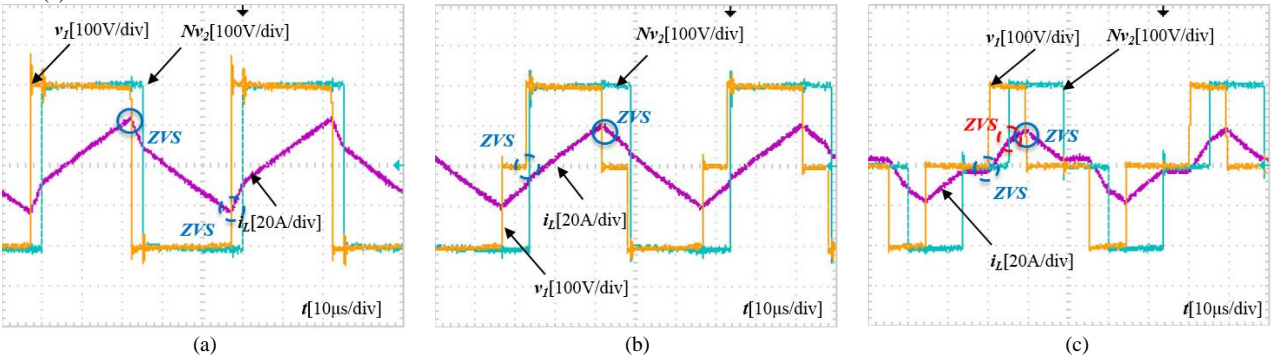 v1[100V/div] Nv2[100V/div]
ZVS
ZVS
iL[20A/div]
t[10μs/div]
(a)
Nv2[100V/div]
ZVS
ZVS
iL[20A/div]
v1[100V/div]
t[10μs/div]
(b)
v1[100V/div]
Nv2[100V/div]
ZVS
ZVS
ZVS
iL[20A/div]
t[10μs/div]
(c)